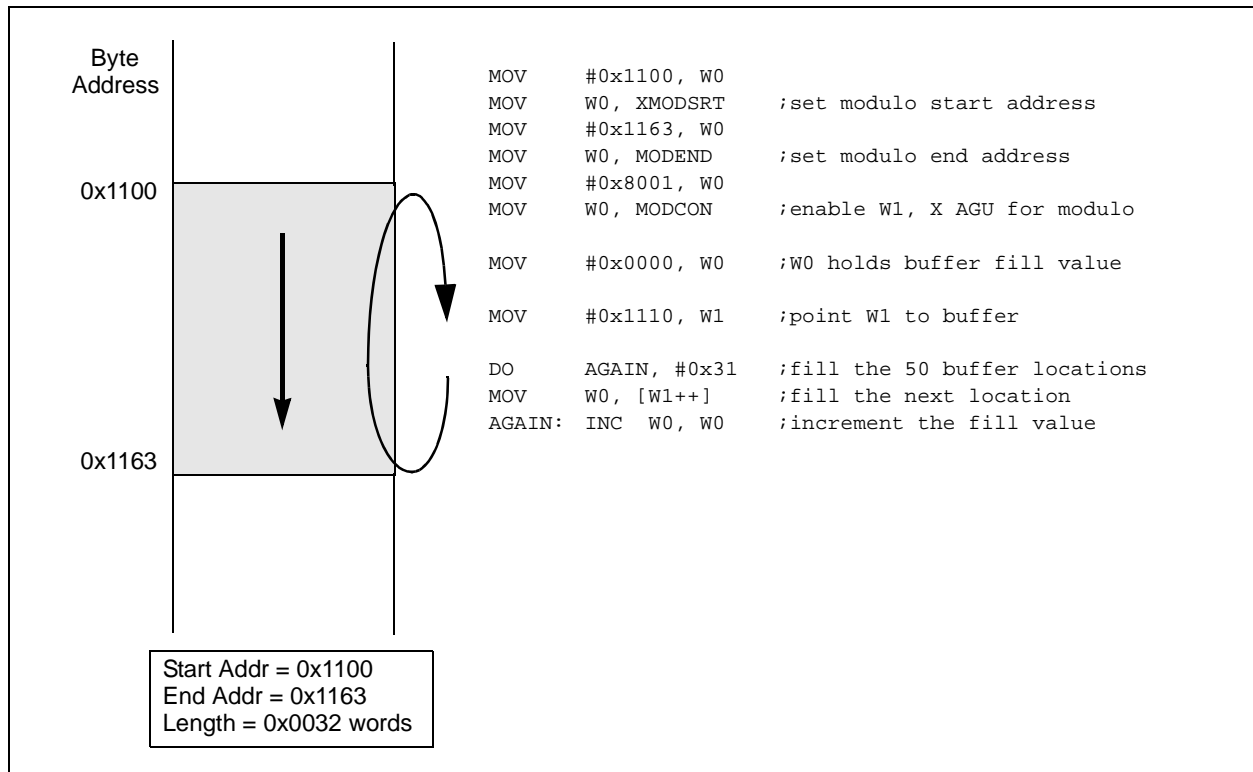 Byte
Address
0x1100
0x1163
MOV #0x1100, W0
MOV W0, XMODSRT ;set modulo start address
MOV #0x1163, W0
MOV W0, MODEND ;set modulo end address
MOV #0x8001, W0
MOV W0, MODCON ;enable W1, X AGU for modulo
MOV #0x0000, W0 ;W0 holds buffer fill value
MOV #0x1110, W1 ;point W1 to buffer
DO AGAIN, #0x31 ;fill the 50 buffer locations
MOV W0, [W1++] ;fill the next location
AGAIN: INC W0, W0 ;increment the fill value
Start Addr = 0x1100
End Addr = 0x1163
Length = 0x0032 words